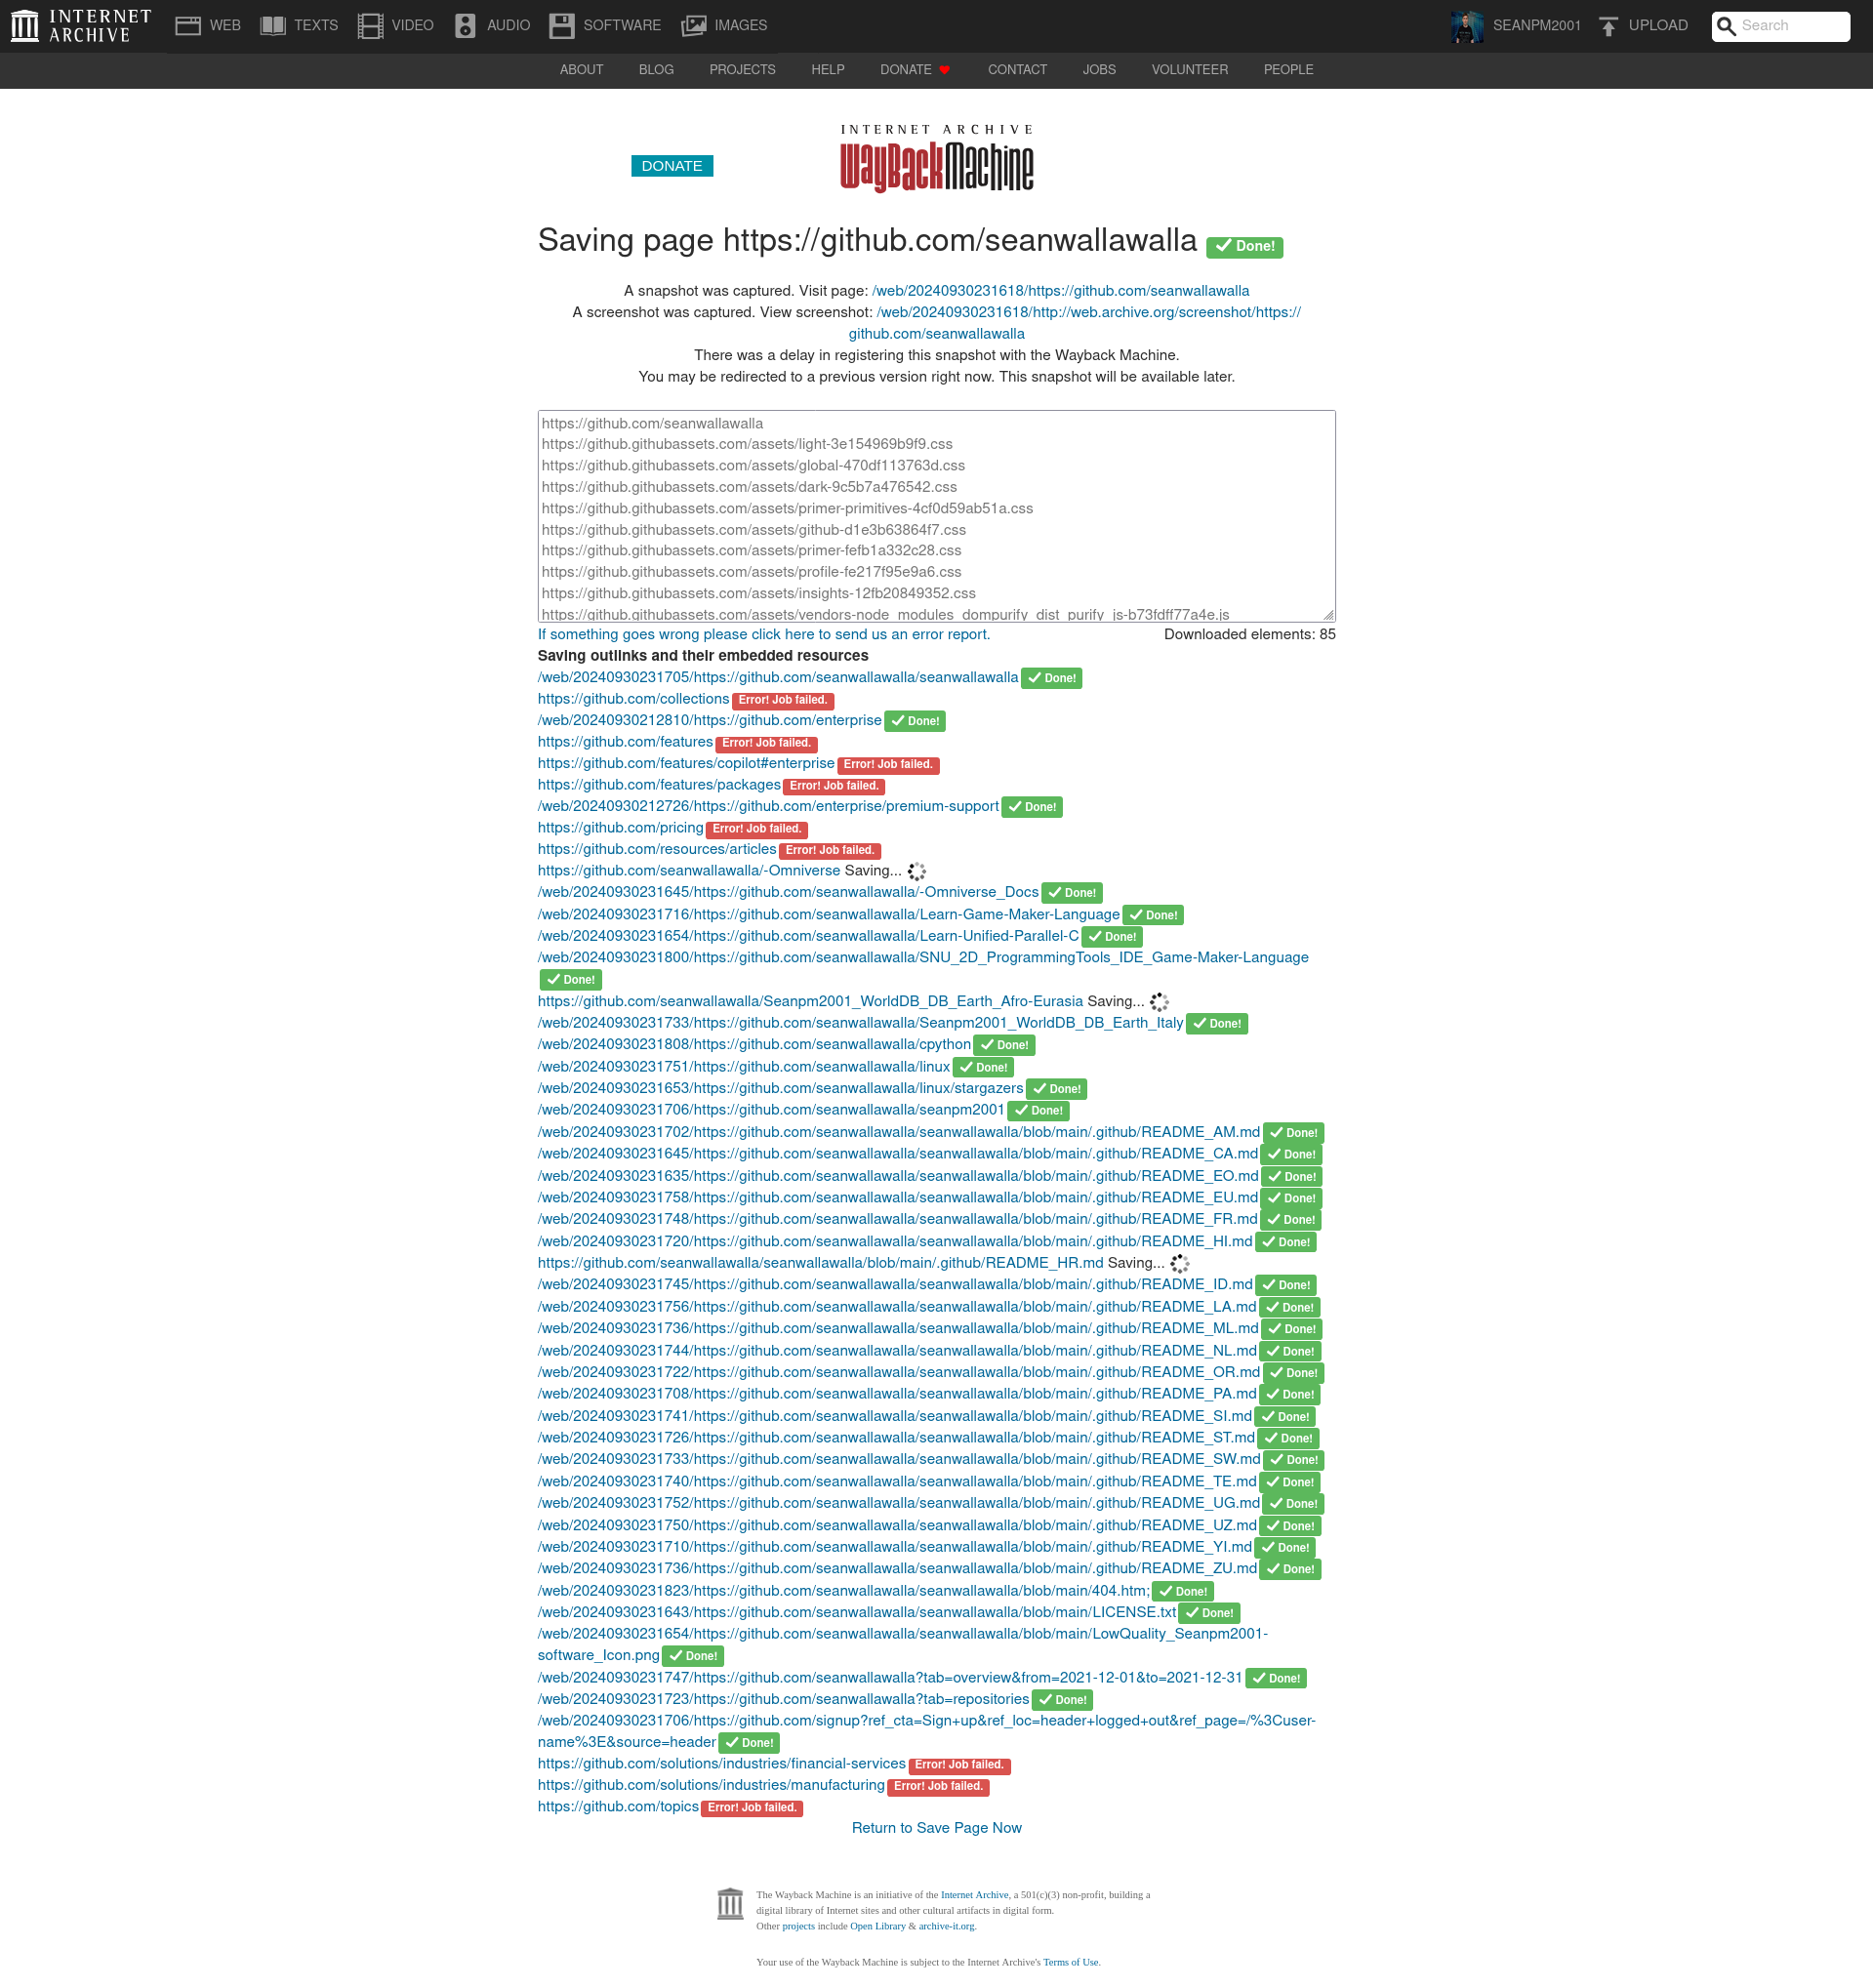 INTERNET ARCHIVE
WEB
TEXTS
VIDEO
AUDIO
SOFTWARE
IMAGES
SEANPM2001
UPLOAD
Search
ABOUT
BLOG
PROJECTS
HELP
DONATE
CONTACT
JOBS
VOLUNTEER
PEOPLE
DONATE
INTERNET ARCHIVE
WayBackMachine
Saving page https://github.com/seanwallawalla Done!
A snapshot was captured. Visit page: /web/20240930231618/https://github.com/seanwallawalla
A screenshot was captured. View screenshot: /web/20240930231618/http://web.archive.org/screenshot/https://
github.com/seanwallawalla
There was a delay in registering this snapshot with the Wayback Machine.
You may be redirected to a previous version right now. This snapshot will be available later.
https://github.com/seanwallawalla
https://github.githubassets.com/assets/light-3e154969b9f9.css
https://github.githubassets.com/assets/global-470df113763d.css
https://github.githubassets.com/assets/dark-9c5b7a476542.css
https://github.githubassets.com/assets/primer-primitives-4cf0d59ab51a.css
https://github.githubassets.com/assets/github-d1e3b63864f7.css
https://github.githubassets.com/assets/primer-fefb1a332c28.css
https://github.githubassets.com/assets/profile-fe217f95e9a6.css
https://github.githubassets.com/assets/insights-12fb20849352.css
https://github.githubassets.com/assets/vendors-node_modules_dompurify_dist_purify_js-b73fdff77a4e.js
If something goes wrong please click here to send us an error report. Downloaded elements: 85
Saving outlinks and their embedded resources
/web/20240930231705/https://github.com/seanwallawalla/seanwallawalla Done!
https://github.com/collections Error! Job failed.
/web/20240930212810/https://github.com/enterprise Done!
https://github.com/features Error! Job failed.
https://github.com/features/copilot#enterprise Error! Job failed.
https://github.com/features/packages Error! Job failed.
/web/20240930212726/https://github.com/enterprise/premium-support Done!
https://github.com/pricing Error! Job failed.
https://github.com/resources/articles Error! Job failed.
https://github.com/seanwallawalla/-Omniverse Saving...
/web/20240930231645/https://github.com/seanwallawalla/-Omniverse_Docs Done!
/web/20240930231716/https://github.com/seanwallawalla/Learn-Game-Maker-Language Done!
/web/20240930231654/https://github.com/seanwallawalla/Learn-Unified-Parallel-C Done!
/web/20240930231800/https://github.com/seanwallawalla/SNU_2D_ProgrammingTools_IDE_Game-Maker-Language
Done!
https://github.com/seanwallawalla/Seanpm2001_WorldDB_DB_Earth_Afro-Eurasia Saving...
/web/20240930231733/https://github.com/seanwallawalla/Seanpm2001_WorldDB_DB_Earth_Italy Done!
/web/20240930231808/https://github.com/seanwallawalla/cpython Done!
/web/20240930231751/https://github.com/seanwallawalla/linux Done!
/web/20240930231653/https://github.com/seanwallawalla/linux/stargazers Done!
/web/20240930231706/https://github.com/seanwallawalla/seanpm2001 Done!
/web/20240930231702/https://github.com/seanwallawalla/seanwallawalla/blob/main/.github/README_AM.md Done!
/web/20240930231645/https://github.com/seanwallawalla/seanwallawalla/blob/main/.github/README_CA.md Done!
/web/20240930231635/https://github.com/seanwallawalla/seanwallawalla/blob/main/.github/README_EO.md Done!
/web/20240930231758/https://github.com/seanwallawalla/seanwallawalla/blob/main/.github/README_EU.md Done!
/web/20240930231748/https://github.com/seanwallawalla/seanwallawalla/blob/main/.github/README_FR.md Done!
/web/20240930231720/https://github.com/seanwallawalla/seanwallawalla/blob/main/.github/README_HI.md Done!
https://github.com/seanwallawalla/seanwallawalla/blob/main/.github/README_HR.md Saving...
/web/20240930231745/https://github.com/seanwallawalla/seanwallawalla/blob/main/.github/README_ID.md Done!
/web/20240930231756/https://github.com/seanwallawalla/seanwallawalla/blob/main/.github/README_LA.md Done!
/web/20240930231736/https://github.com/seanwallawalla/seanwallawalla/blob/main/.github/README_ML.md Done!
/web/20240930231744/https://github.com/seanwallawalla/seanwallawalla/blob/main/.github/README_NL.md Done!
/web/20240930231722/https://github.com/seanwallawalla/seanwallawalla/blob/main/.github/README_OR.md Done!
/web/20240930231708/https://github.com/seanwallawalla/seanwallawalla/blob/main/.github/README_PA.md Done!
/web/20240930231741/https://github.com/seanwallawalla/seanwallawalla/blob/main/.github/README_SI.md Done!
/web/20240930231726/https://github.com/seanwallawalla/seanwallawalla/blob/main/.github/README_ST.md Done!
/web/20240930231733/https://github.com/seanwallawalla/seanwallawalla/blob/main/.github/README_SW.md Done!
/web/20240930231740/https://github.com/seanwallawalla/seanwallawalla/blob/main/.github/README_TE.md Done!
/web/20240930231752/https://github.com/seanwallawalla/seanwallawalla/blob/main/.github/README_UG.md Done!
/web/20240930231750/https://github.com/seanwallawalla/seanwallawalla/blob/main/.github/README_UZ.md Done!
/web/20240930231710/https://github.com/seanwallawalla/seanwallawalla/blob/main/.github/README_YI.md Done!
/web/20240930231736/https://github.com/seanwallawalla/seanwallawalla/blob/main/.github/README_ZU.md Done!
/web/20240930231823/https://github.com/seanwallawalla/seanwallawalla/blob/main/404.htm; Done!
/web/20240930231643/https://github.com/seanwallawalla/seanwallawalla/blob/main/LICENSE.txt Done!
/web/20240930231654/https://github.com/seanwallawalla/seanwallawalla/blob/main/LowQuality_Seanpm2001-
software_Icon.png Done!
/web/20240930231747/https://github.com/seanwallawalla?tab=overview&from=2021-12-01&to=2021-12-31 Done!
/web/20240930231723/https://github.com/seanwallawalla?tab=repositories Done!
/web/20240930231706/https://github.com/signup?ref_cta=Sign+up&ref_loc=header+logged+out&ref_page=/%3Cuser-
name%3E&source=header Done!
https://github.com/solutions/industries/financial-services Error! Job failed.
https://github.com/solutions/industries/manufacturing Error! Job failed.
https://github.com/topics Error! Job failed.
Return to Save Page Now
The Wayback Machine is an initiative of the Internet Archive, a 501(c)(3) non-profit, building a
digital library of Internet sites and other cultural artifacts in digital form.
Other projects include Open Library & archive-it.org.
Your use of the Wayback Machine is subject to the Internet Archive's Terms of Use.